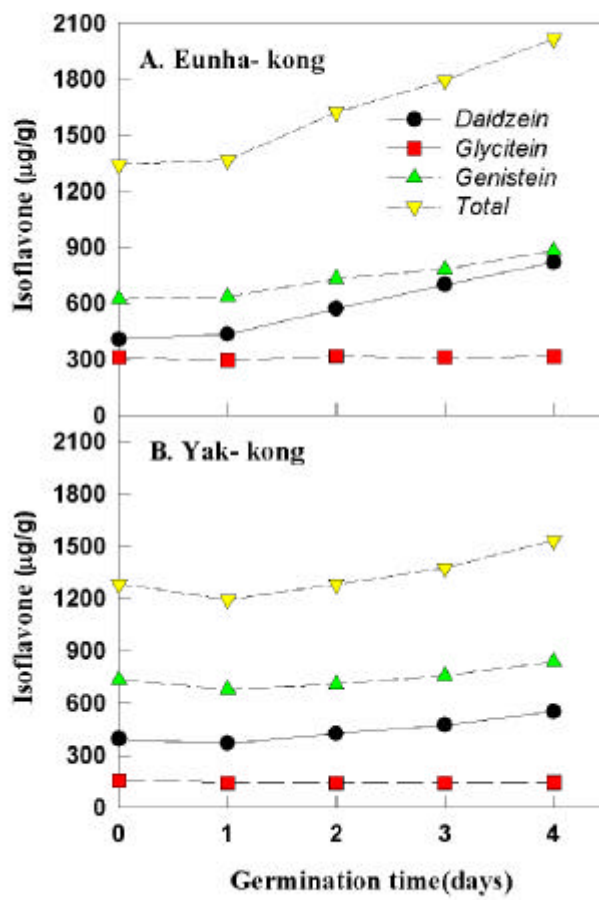 2100
A. Eunha- kong
1800
1500
1200
900
600
300
0
Isoflavone (µg/g)
Daidzein
Glycitein
Genistein
Total
2100
B. Yak- kong
1800
1500
1200
900
600
300
0
Isoflavone (µg/g)
0 1 2 3 4
Germination time(days)